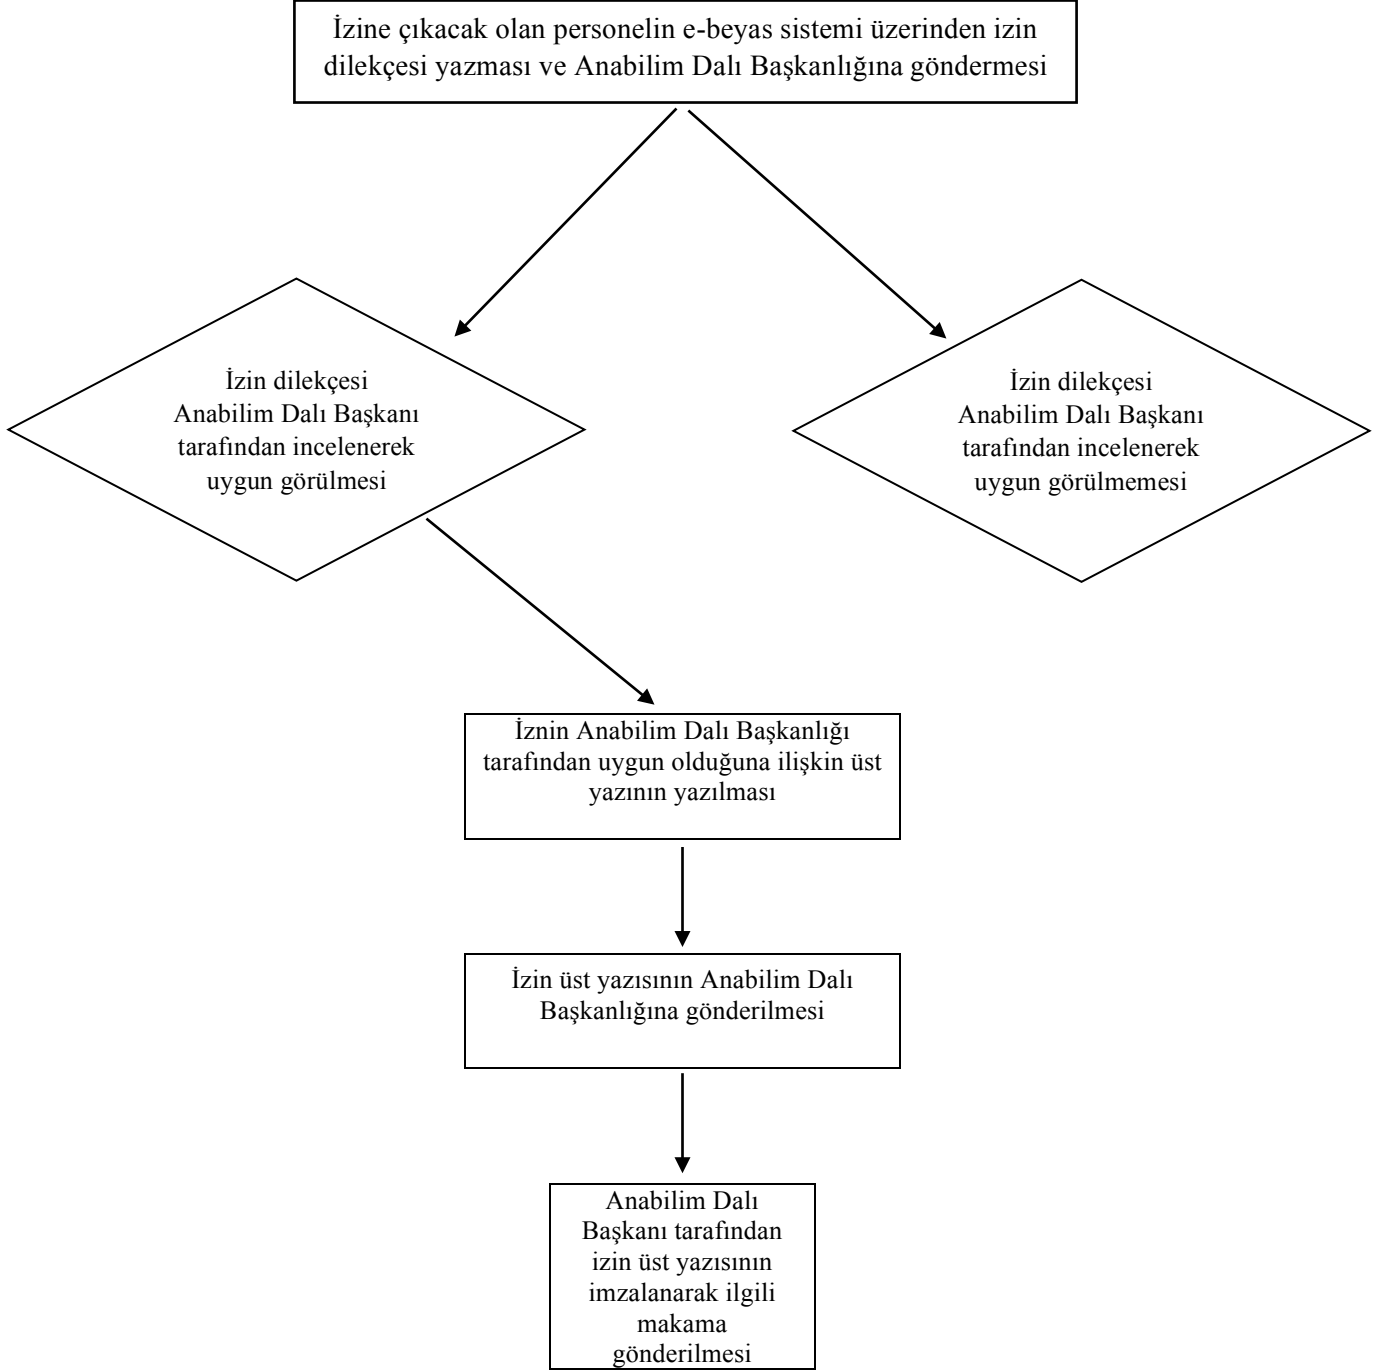 İzine çıkacak olan personelin e-beyas sistemi üzerinden izin
dilekçesi yazması ve Anabilim Dalı Başkanlığına göndermesi
İzin dilekçesi
Anabilim Dalı Başkanı
tarafından incelenerek
uygun görülmesi
İzin dilekçesi
Anabilim Dalı Başkanı
tarafından incelenerek
uygun görülmemesi
İznin Anabilim Dalı Başkanlığı
tarafından uygun olduğuna ilişkin üst
yazının yazılması
İzin üst yazısının Anabilim Dalı
Başkanlığına gönderilmesi
Anabilim Dalı
Başkanı tarafından
izin üst yazısının
imzalanarak ilgili
makama
gönderilmesi